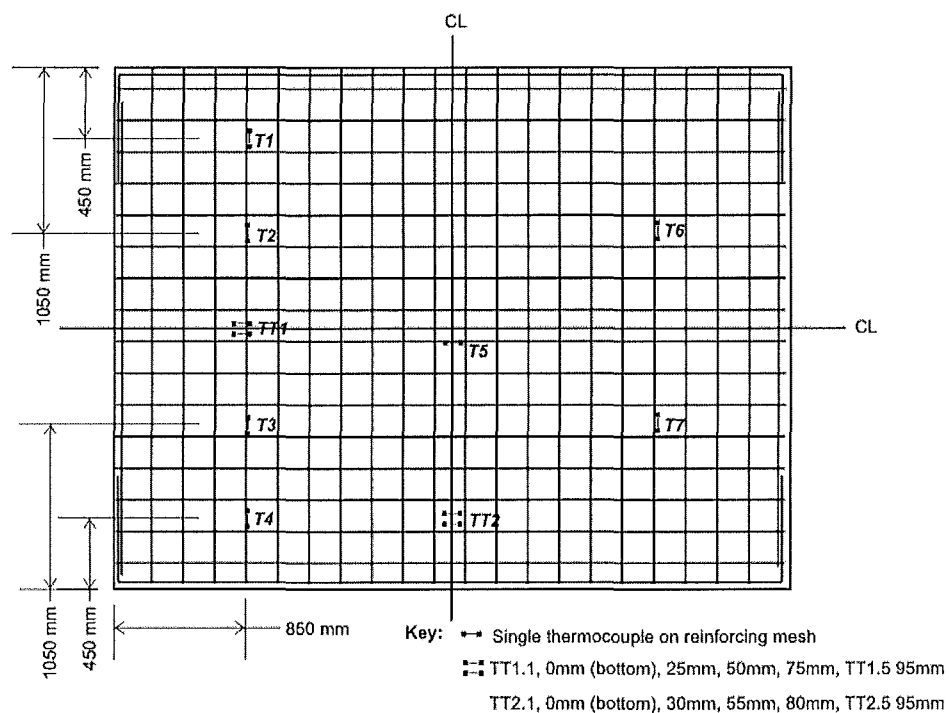 CL
450 mm
1050 mm
T1
T2
T6
TT1
CL
T5
T3
T7
T4
TT2
1050 mm
450 mm
850 mm
Key: Single thermocouple on reinforcing mesh
TT1.1, 0mm (bottom), 25mm, 50mm, 75mm, TT1.5 95mm
TT2.1, 0mm (bottom), 30mm, 55mm, 80mm, TT2.5 95mm